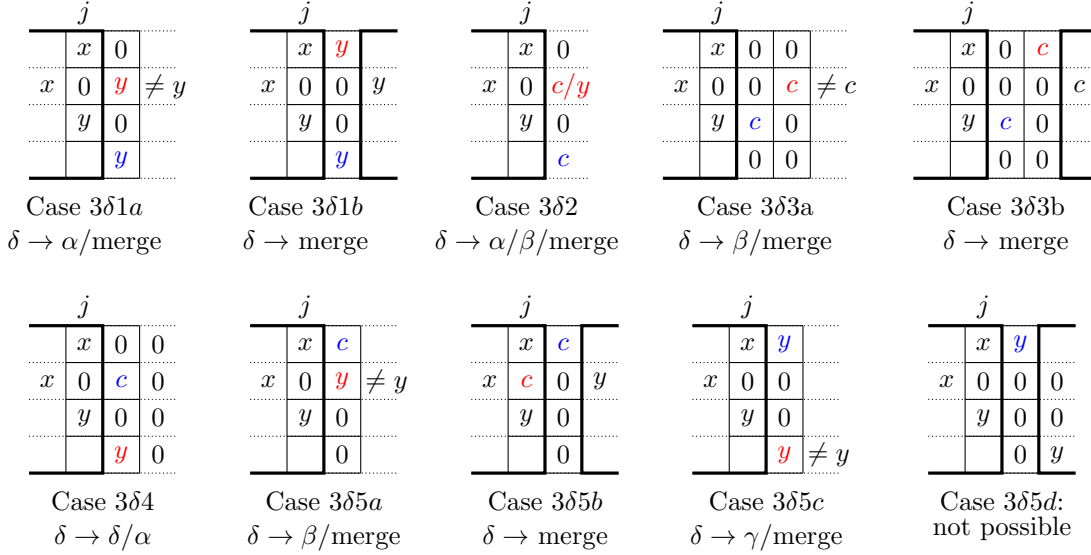 j j j j j
x 0 x y x 0 x 0 0 x 0 c
x 0 y ≠ y x 0 0 y x 0 c/y x 0 0 c ≠ c x 0 0 0 c
y 0 y 0 y 0 y c 0 y c 0
y y c 0 0 0 0
Case 3δ1a Case 3δ1b Case 3δ2 Case 3δ3a Case 3δ3b
δ → α/merge δ → merge δ → α/β/merge δ → β/merge δ → merge
j j j j j
x 0 0 x c x c x y x y
x 0 c 0 x 0 y ≠ y x c 0 y x 0 0 0 0 0
y 0 0 y 0 y 0 y 0 y 0 0
y 0 0 0 y ≠ y 0 y
Case 3δ4 Case 3δ5a Case 3δ5b Case 3δ5c Case 3δ5d:
δ → δ/α δ → β/merge δ → merge δ → γ/merge not possible